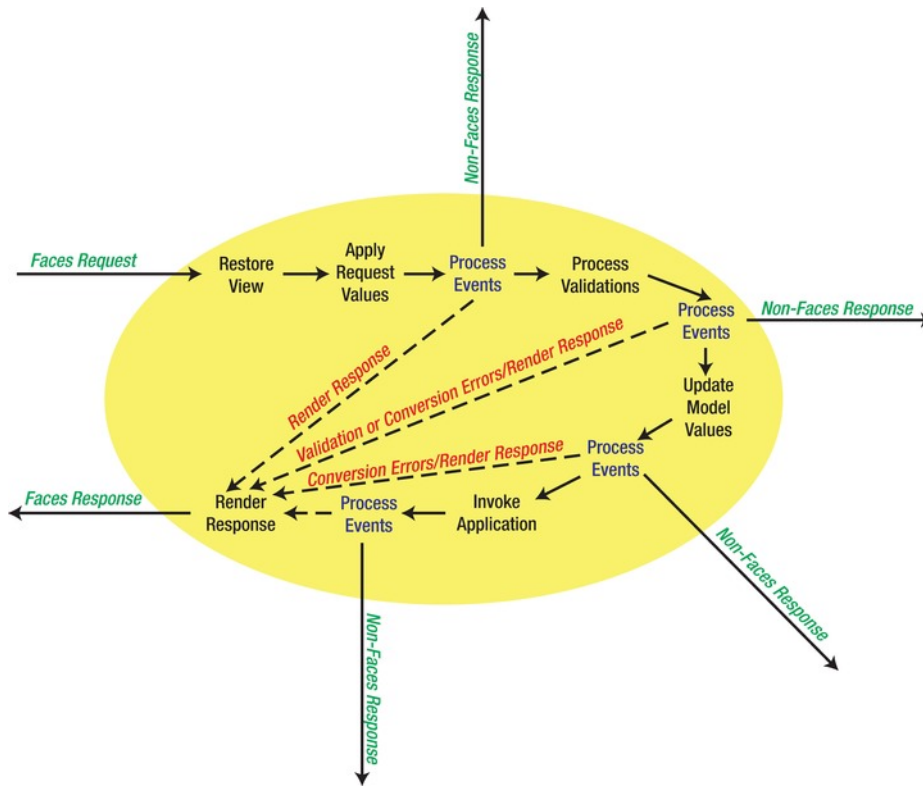 Non-Faces Response
Faces Request
Restore
View
Apply
Request
Values
Process
Events
Process
Validations
Process
Events
Non-Faces Response
Render Response
Validation or Conversion Errors/Render Response
Update
Model
Values
Conversion Errors/Render Response
Process
Events
Faces Response
Render
Response
Process
Events
Invoke
Application
Non-Faces Response
Non-Faces Response